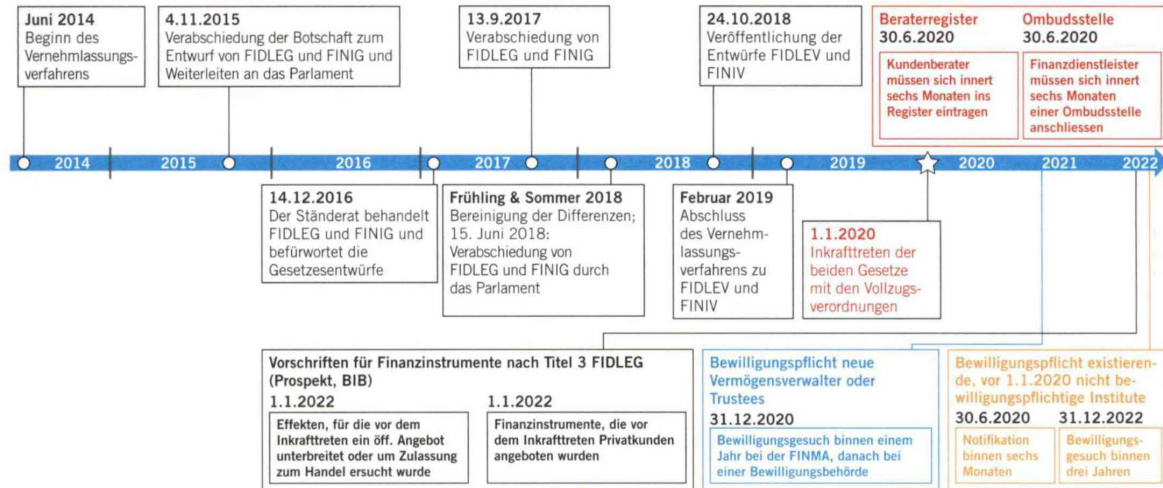 Juni 2014
Beginn des
Vernehmlassungs-
verfahrens
4.11.2015
Verabschiedung der Botschaft zum
Entwurf von FIDLEG und FINIG und
Weiterleiten an das Parlament
13.9.2017
Verabschiedung von
FIDLEG und FINIG
24.10.2018
Veröffentlichung der
Entwürfe FIDLEV und
FINIV
Beraterregister
30.6.2020
Kundenberater
müssen sich innert
sechs Monaten ins
Register eintragen
Ombudsstelle
30.6.2020
Finanzdienstleister
müssen sich innert
sechs Monaten
einer Ombudsstelle
anschliessen
2014 2015 2016 2017 2018 2019 2020 2021 2022
14.12.2016
Der Ständerat behandelt
FIDLEG und FINIG und
befürwortet die
Gesetzesentwürfe
Frühling & Sommer 2018
Bereinigung der Differenzen;
15. Juni 2018:
Verabschiedung von
FIDLEG und FINIG durch
das Parlament
Februar 2019
Abschluss
des Vernehm-
lassungs-
verfahrens zu
FIDLEV und
FINIV
1.1.2020
Inkrafttreten der
beiden Gesetze
mit den Vollzugs-
verordnungen
Vorschriften für Finanzinstrumente nach Titel 3 FIDLEG
(Prospekt, BIB)
1.1.2022
Effekten, für die vor dem
Inkrafttreten ein öff. Angebot
unterbreitet oder um Zulassung
zum Handel ersucht wurde
1.1.2022
Finanzinstrumente, die vor
dem Inkrafttreten Privatkunden
angeboten wurden
Bewilligungspflicht neue
Vermögensverwalter oder
Trustees
31.12.2020
Bewilligungsgesuch binnen einem
Jahr bei der FINMA, danach bei
einer Bewilligungsbehörde
Bewilligungspflicht existieren-
de, vor 1.1.2020 nicht be-
willigungspflichtige Institute
30.6.2020
Notifikation
binnen sechs
Monaten
31.12.2022
Bewilligungs-
gesuch binnen
drei Jahren